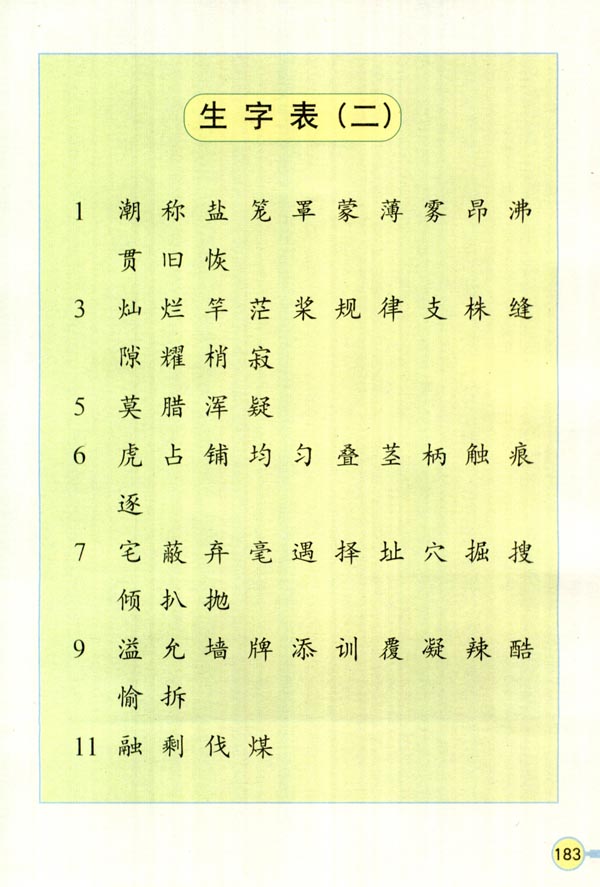 生字表(二)
1 潮 称 盐 笼 罩 蒙 薄 雾 昂 沸
贯 旧 恢
3 灿 烂 竿 茫 桨 规 律 支 株 缝
隙 耀 梢 寂
5 莫 腊 浑 疑
6 虎 占 铺 均 匀 叠 茎 柄 触 痕
逐
7 宅 蔽 弃 毫 遇 择 址 穴 掘 搜
倾 扒 抛
9 溢 允 墙 牌 添 训 覆 凝 辣 酷
愉 拆
11 融 剩 伐 煤
183